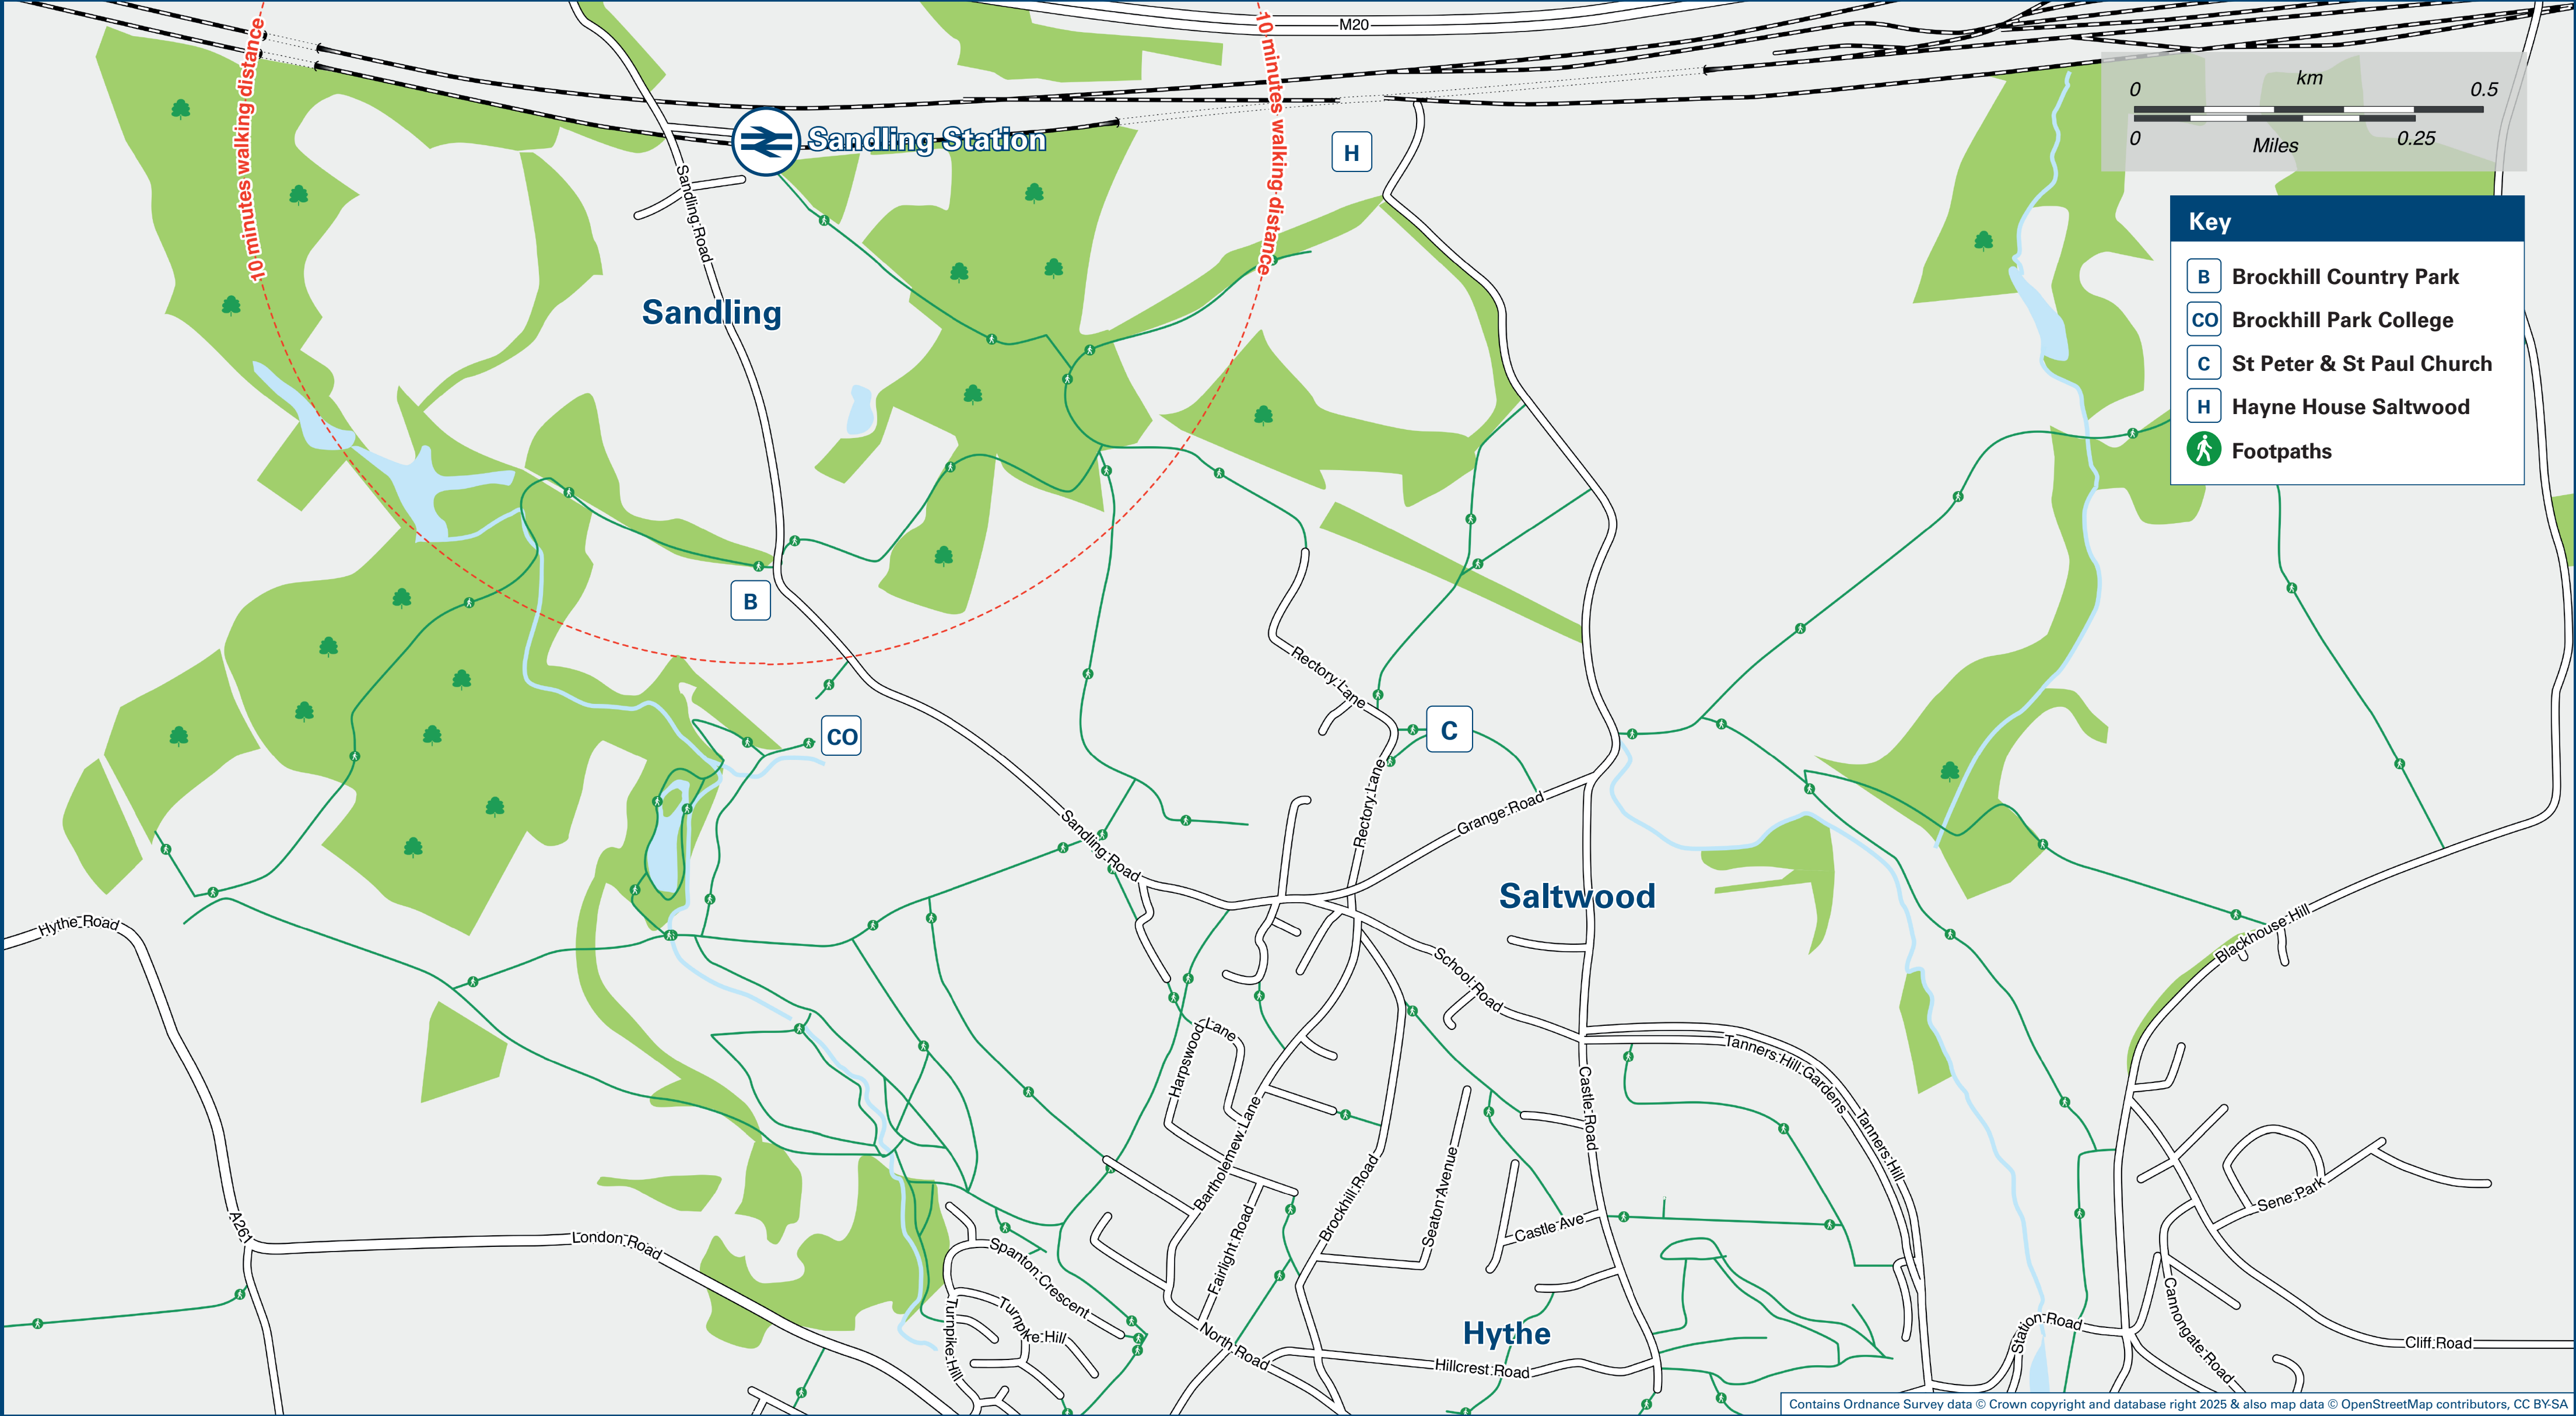 M20
10 minutes walking distance
10 minutes walking distance
km
0
0.5
0
0.25
Miles
Sandling Station
H
Sandling Road
Key
B Brockhill Country Park
CO Brockhill Park College
C St Peter & St Paul Church
H Hayne House Saltwood
Footpaths
Sandling
B
Rectory Lane
CO
C
Rectory Lane
Sandling Road
Grange Road
Saltwood
Hythe Road
Blackhouse Hill
School Road
Harpswood Lane
Tanners Hill Gardens
Tanners Hill
Castle Road
Bartholemew Lane
Brockhill Road
Seaton Avenue
Sene Park
A261
London Road
Castle Ave
Fairlight Road
Spanton Crescent
Turnpike Hill
Turnpke Hill
North Road
Hythe
Hillcrest Road
Station Road
Cannongate Road
Cliff Road
Contains Ordnance Survey data © Crown copyright and database right 2025 & also map data © OpenStreetMap contributors, CC BY-SA